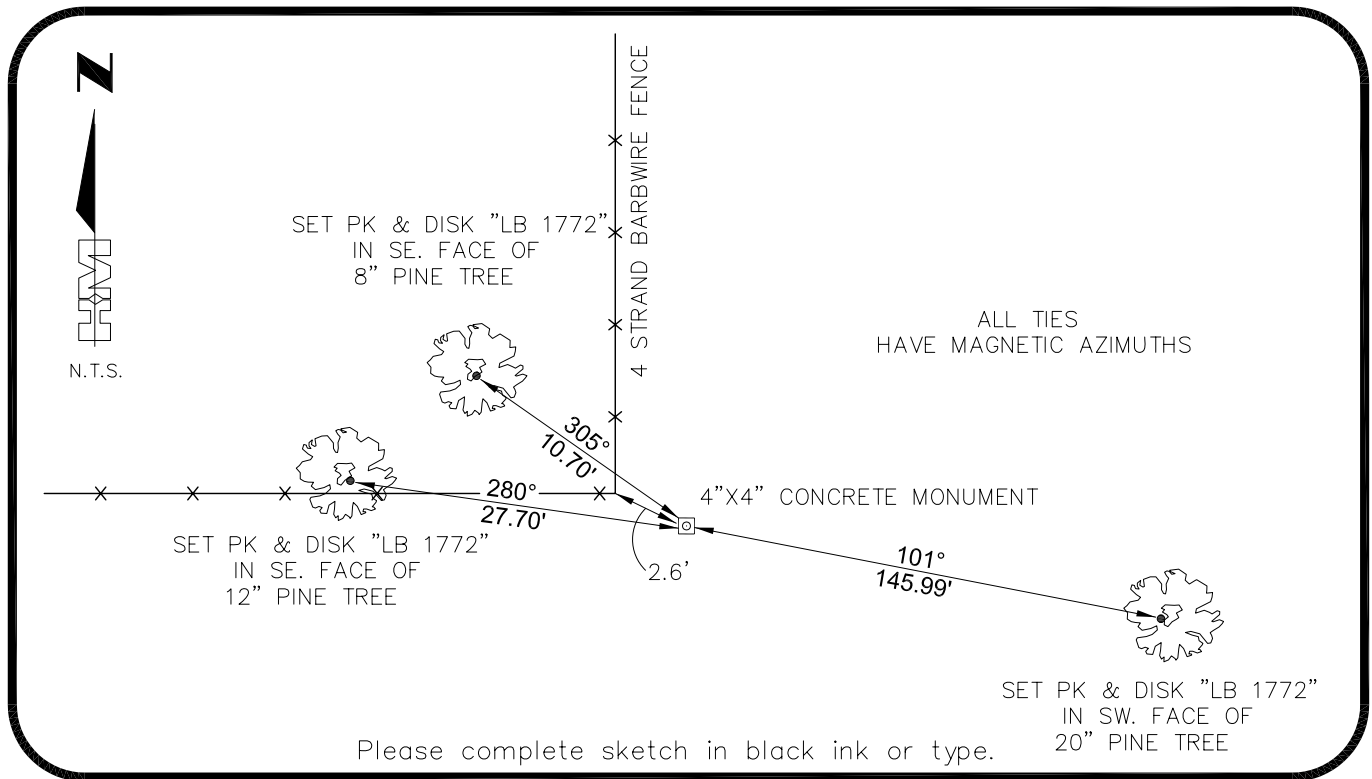 N
HM
N.T.S.
4 STRAND BARBWIRE FENCE
SET PK & DISK "LB 1772"
IN SE. FACE OF
8" PINE TREE
ALL TIES
HAVE MAGNETIC AZIMUTHS
305°
10.70'
280°
27.70'
4"X4" CONCRETE MONUMENT
SET PK & DISK "LB 1772"
IN SE. FACE OF
12" PINE TREE
2.6'
101°
145.99'
SET PK & DISK "LB 1772"
IN SW. FACE OF
20" PINE TREE
Please complete sketch in black ink or type.